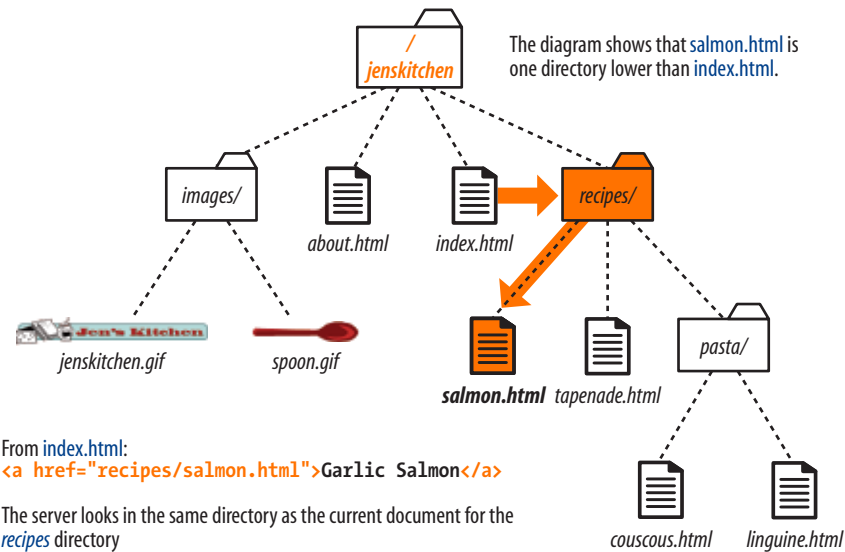 /
jenskitchen
The diagram shows that salmon.html is
one directory lower than index.html.
images/
about.html
index.html
recipes/
Jen's Kitchen
jenskitchen.gif
spoon.gif
salmon.html
tapenade.html
pasta/
From index.html:
<a href="recipes/salmon.html">Garlic Salmon</a>
The server looks in the same directory as the current document for the
recipes directory
couscous.html
linguine.html